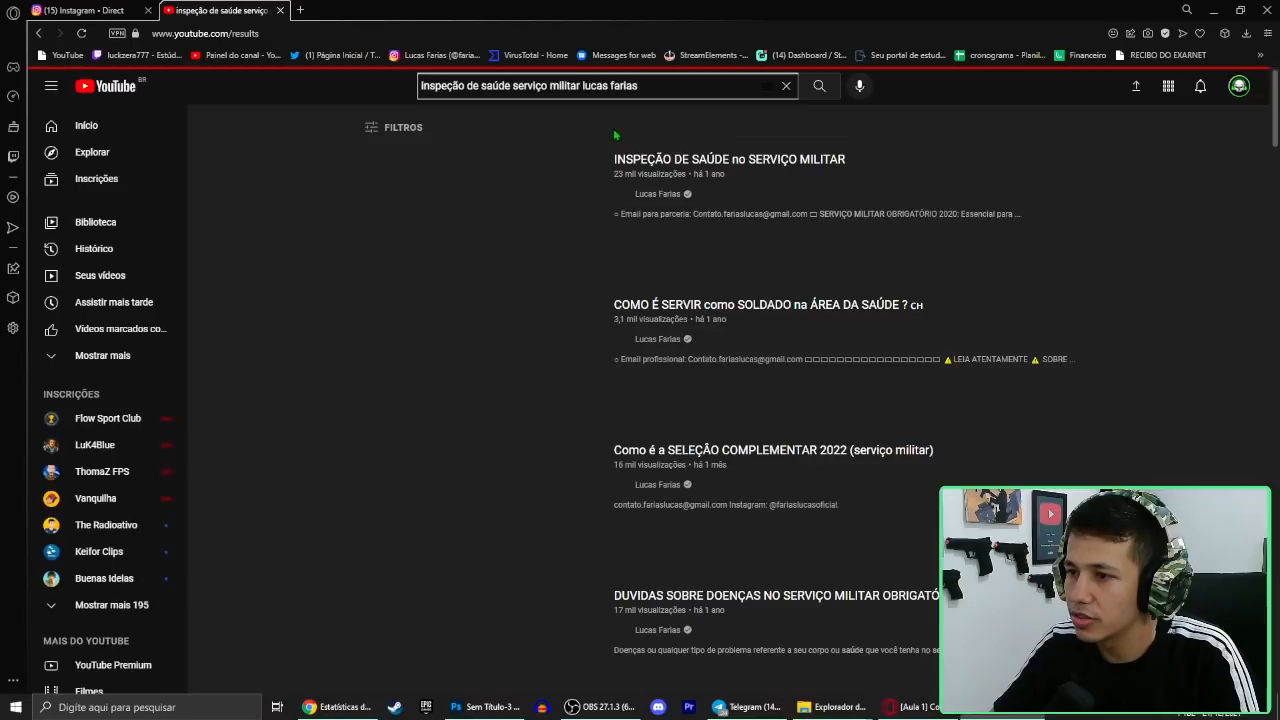 (15) Instagram • Direct
inspeção de saúde serviço
VPN
www.youtube.com/results
YouTube
luckzera777 - Estúd...
Painel do canal - Yo...
(1) Página Inicial / T...
Lucas Farias (@faria...
VirusTotal - Home
Messages for web
StreamElements - ...
(14) Dashboard / St...
Seu portal de estud...
cronograma - Planil...
Financeiro
RECIBO DO EXARNET
YouTube
BR
Inspeção de saúde serviço militar lucas farias
Início
Explorar
Inscrições
Biblioteca
Histórico
Seus vídeos
Assistir mais tarde
Vídeos marcados co...
Mostrar mais
INSCRIÇÕES
Flow Sport Club
LuK4Blue
ThomaZ FPS
Vanquilha
The Radioativo
Keifor Clips
Buenas Ideias
Mostrar mais 195
MAIS DO YOUTUBE
YouTube Premium
Filmes
FILTROS
INSPEÇÃO DE SAÚDE no SERVIÇO MILITAR
23 mil visualizações • há 1 ano
Lucas Farias
Email para parceria: Contato.fariaslucas@gmail.com SERVIÇO MILITAR OBRIGATÓRIO 2020: Essencial para ...
COMO É SERVIR como SOLDADO na ÁREA DA SAÚDE ? CH
3,1 mil visualizações • há 1 ano
Lucas Farias
Email profissional: Contato.fariaslucas@gmail.com LEIA ATENTAMENTE SOBRE ...
Como é a SELEÇÃO COMPLEMENTAR 2022 (serviço militar)
16 mil visualizações • há 1 mês
Lucas Farias
contato.fariaslucas@gmail.com Instagram: @fariaslucasoficial.
DUVIDAS SOBRE DOENÇAS NO SERVIÇO MILITAR OBRIGATÓ
17 mil visualizações • há 1 ano
Lucas Farias
Doenças ou qualquer tipo de problema referente a seu corpo ou saúde que você tenha no se
Digite aqui para pesquisar
Estatísticas d...
Sem Título-3 ...
OBS 27.1.3 (6...
Telegram (14...
Explorador d...
[Aula 1] Co...